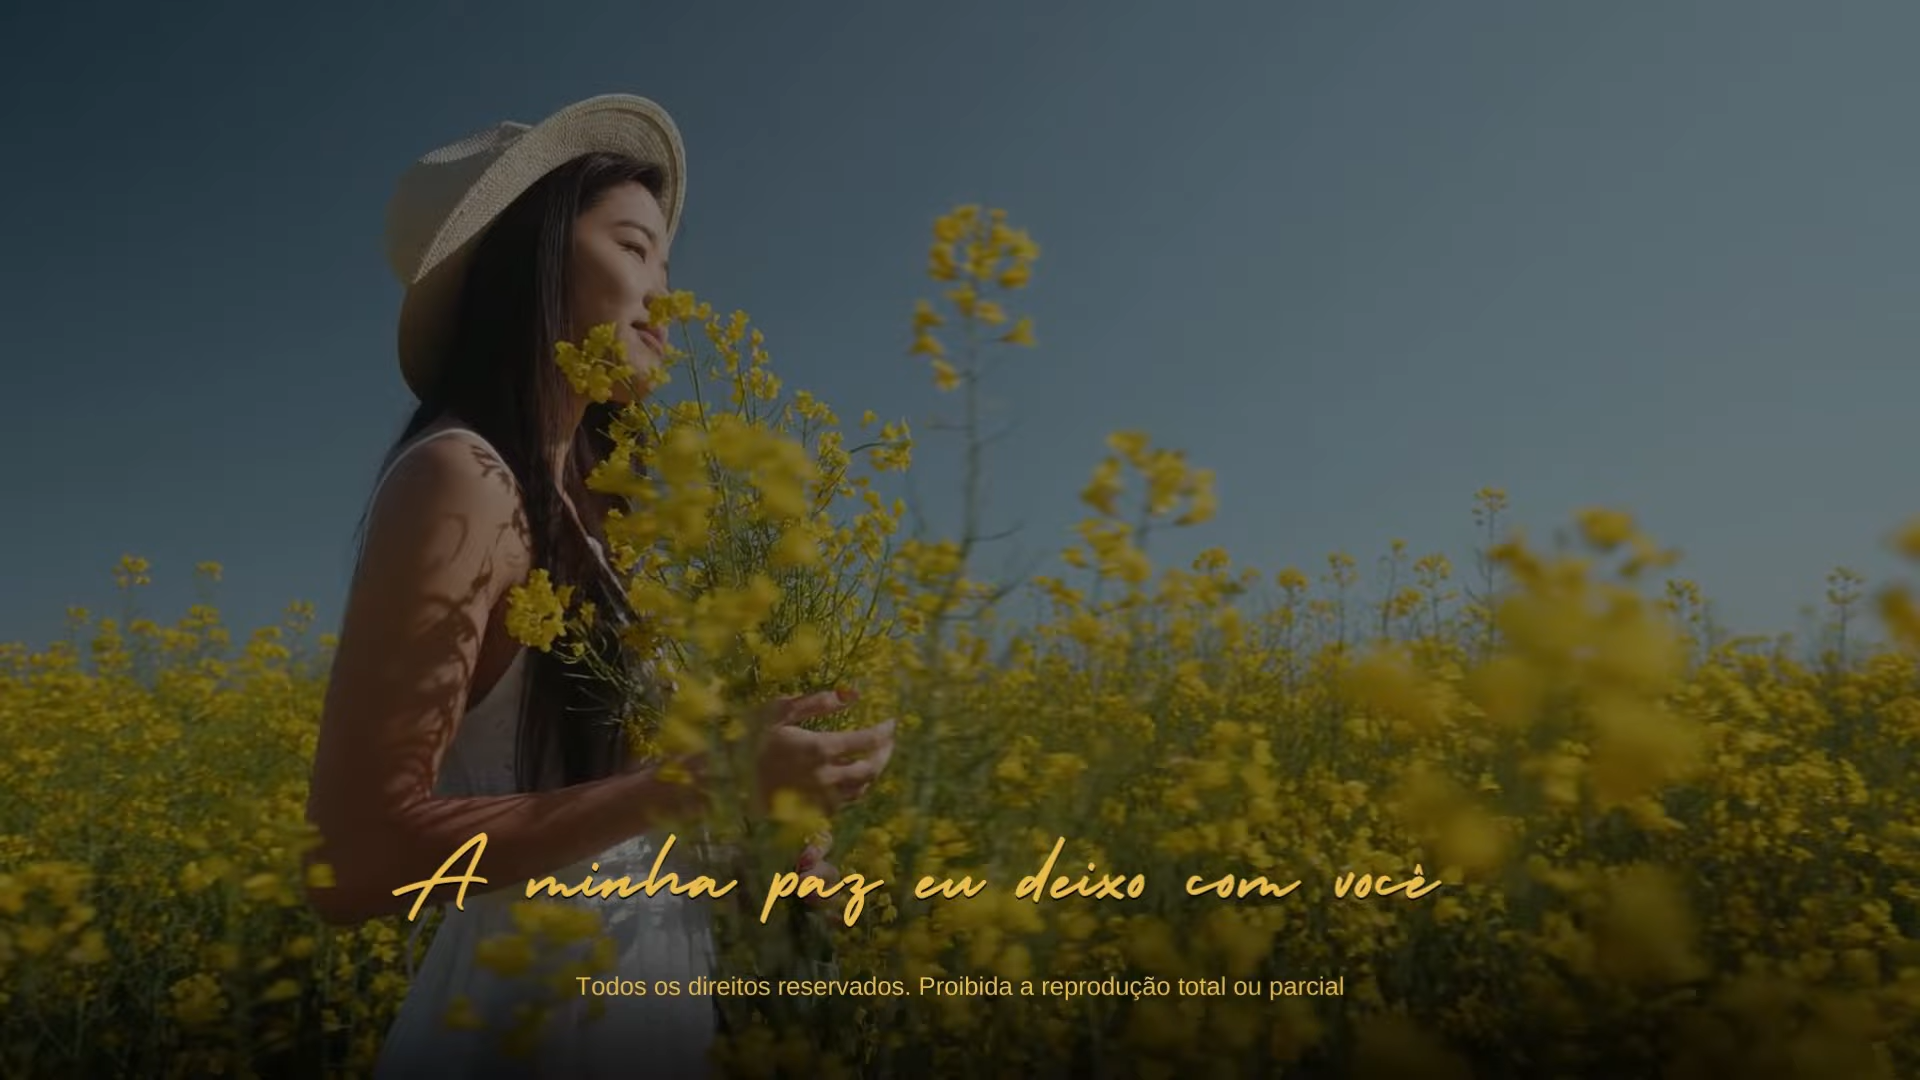 A minha paz eu deixo com você
Todos os direitos reservados. Proibida a reprodução total ou parcial